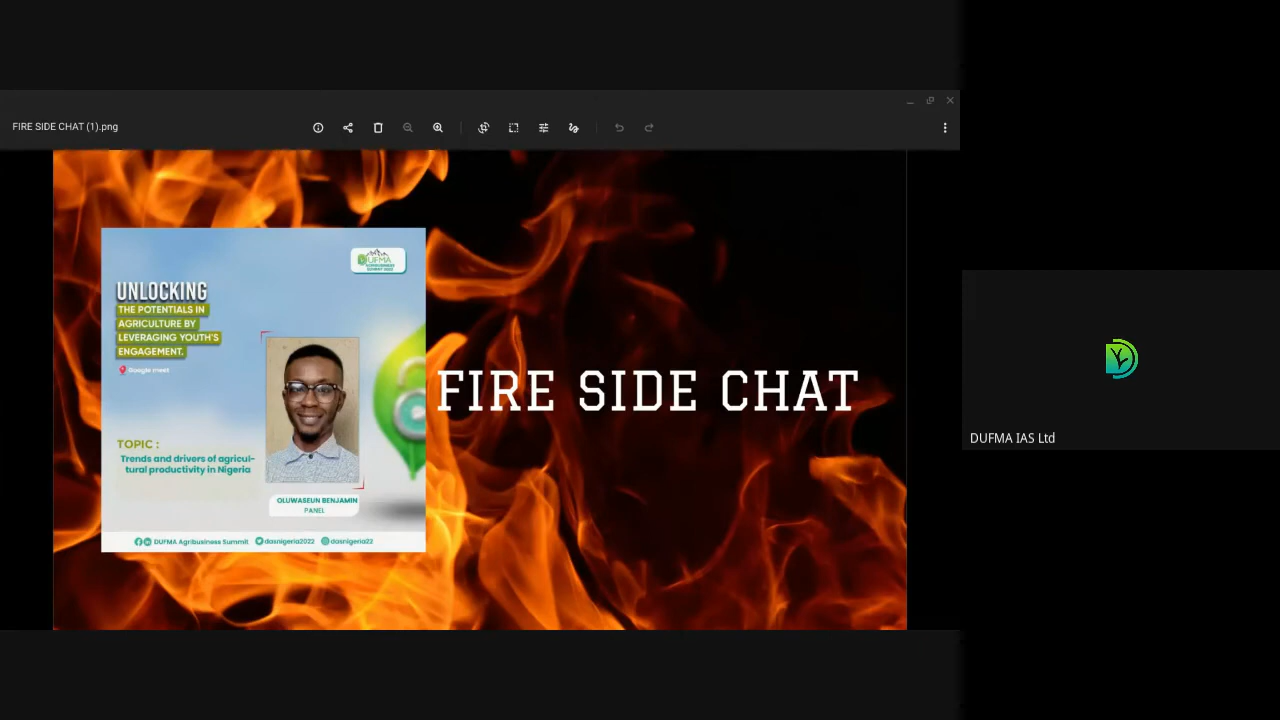 FIRE SIDE CHAT (1).png
DUFMA
UNLOCKING
THE POTENTIALS IN
AGRICULTURE BY
LEVERAGING YOUTH'S
ENGAGEMENT.
Google meet
FIRE SIDE CHAT
TOPIC :
Trends and drivers of agricul-
tural productivity in Nigeria
OLUWASEUN BENJAMIN
PANEL
DUFMA Agribusiness Summit dasnigeria2022 dasnigeria22
DUFMA IAS Ltd